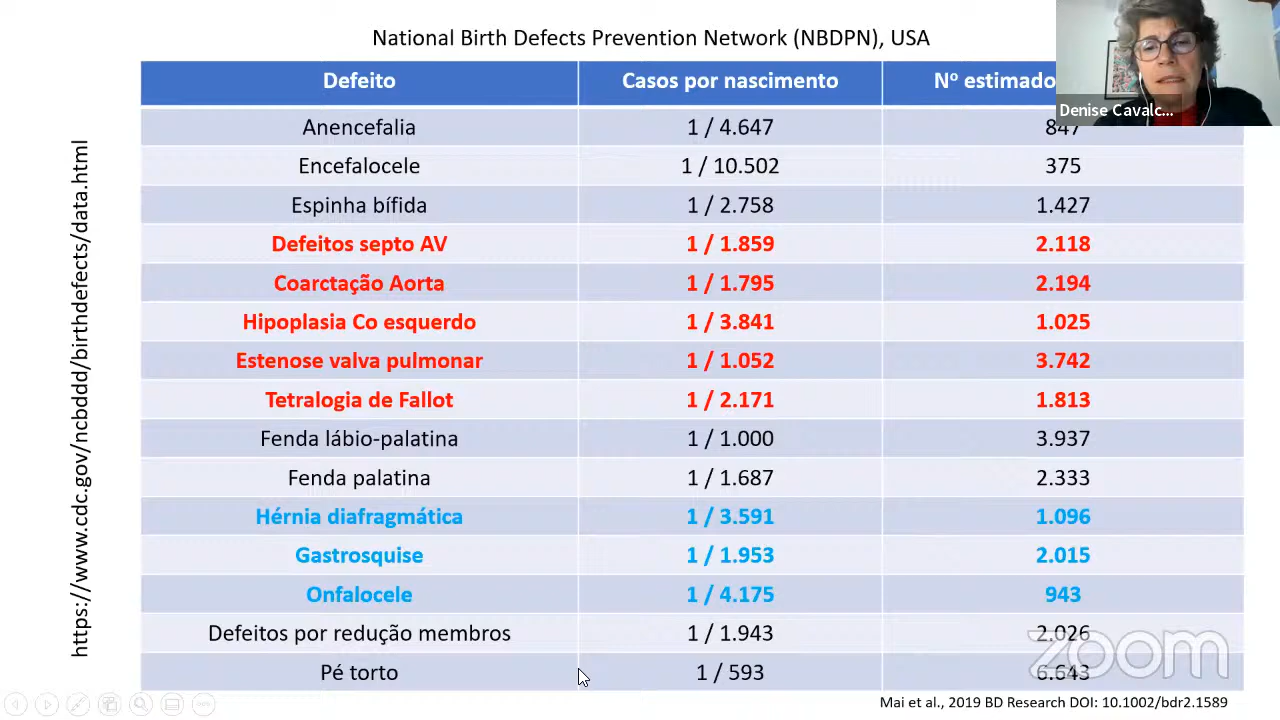 National Birth Defects Prevention Network (NBDPN), USA
Defeito Casos por nascimento Nº estimado
Anencefalia 1 / 4.647 847
Encefalocele 1 / 10.502 375
Espinha bífida 1 / 2.758 1.427
Defeitos septo AV 1 / 1.859 2.118
Coarctação Aorta 1 / 1.795 2.194
Hipoplasia Co esquerdo 1 / 3.841 1.025
Estenose valva pulmonar 1 / 1.052 3.742
Tetralogia de Fallot 1 / 2.171 1.813
Fenda lábio-palatina 1 / 1.000 3.937
Fenda palatina 1 / 1.687 2.333
Hérnia diafragmática 1 / 3.591 1.096
Gastrosquise 1 / 1.953 2.015
Onfalocele 1 / 4.175 943
Defeitos por redução membros 1 / 1.943 2.026
Pé torto 1 / 593 6.643
https://www.cdc.gov/ncbddd/birthdefects/data.html
Denise Cavalc...
zoom
Mai et al., 2019 BD Research DOI: 10.1002/bdr2.1589